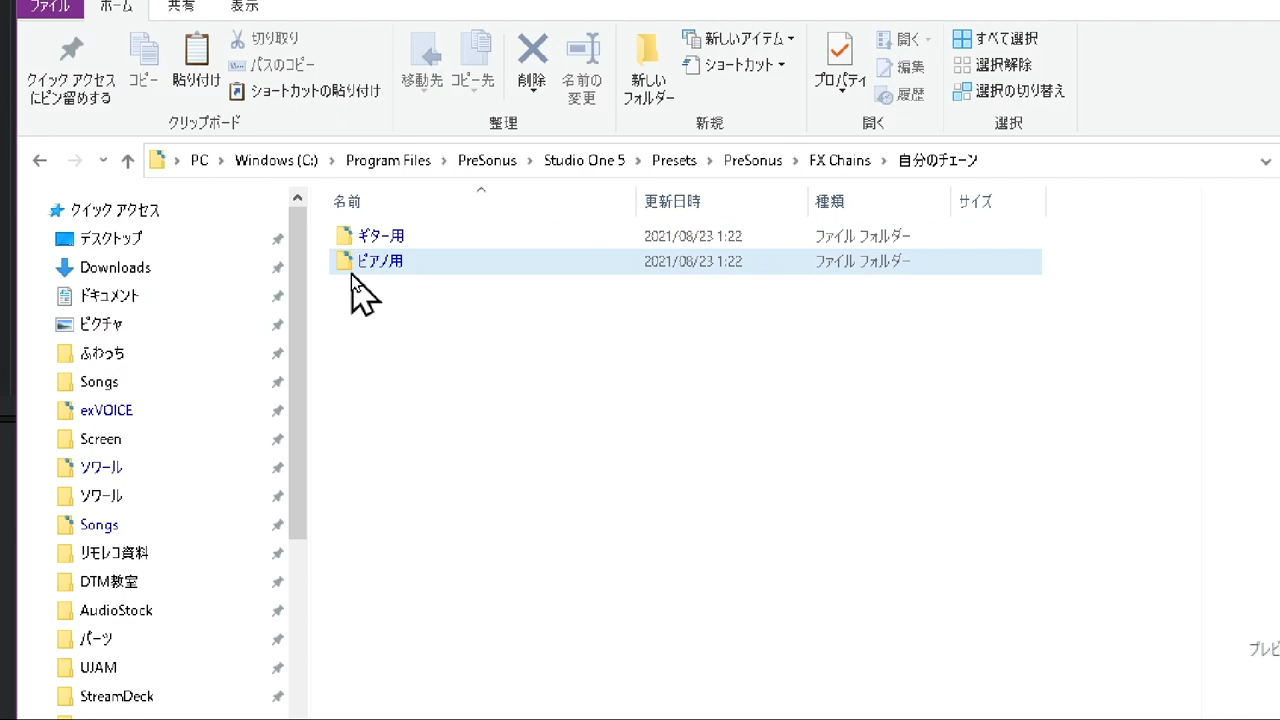 ファイル ホーム 共有 表示
クイック アクセス
にピン留めする
コピー
貼り付け
切り取り
パスのコピー
ショートカットの貼り付け
クリップボード
移動先 コピー先
削除
名前の
変更
整理
新しい
フォルダー
新しいアイテム
ショートカット
新規
プロパティ
開く
編集
履歴
開く
すべて選択
選択解除
選択の切り替え
選択
PC Windows (C:) Program Files PreSonus Studio One 5 Presets PreSonus FX Chains 自分のチェーン
名前 更新日時 種類 サイズ
ギター用 2021/08/23 1:22 ファイル フォルダー
ピアノ用 2021/08/23 1:22 ファイル フォルダー
クイック アクセス
デスクトップ
Downloads
ドキュメント
ピクチャ
ふわっち
Songs
exVOICE
Screen
ソワール
ソワール
Songs
リモレコ資料
DTM教室
AudioStock
パーツ
UJAM
StreamDeck
プレビ